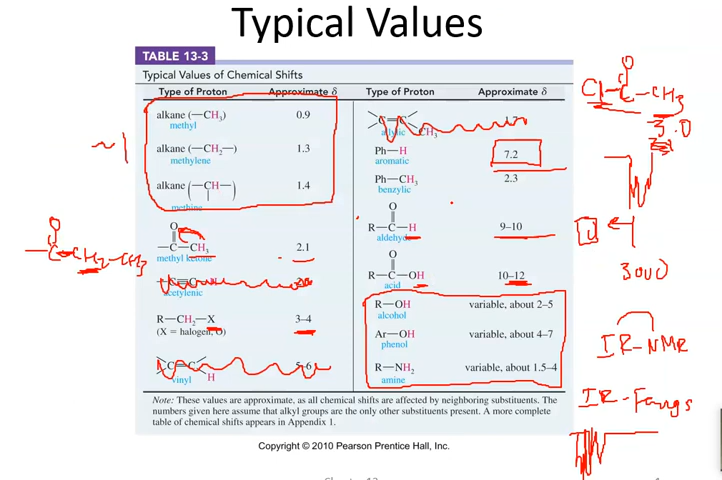 Typical Values
TABLE 13-3
Typical Values of Chemical Shifts
Type of Proton Approximate δ Type of Proton Approximate δ
alkane (—CH3) 0.9
methyl
alkane (—CH2—) 1.3
methylene
alkane (—CH—) 1.4
methine
O
—C—CH3 2.1
methyl ketone
acetylenic
R—CH2—X 3–4
(X = halogen, O)
C=C 5–6
vinyl H
C=C 1.7
allylic CH3
Ph—H 7.2
aromatic
Ph—CH3 2.3
benzylic
O
R—C—H 9–10
aldehyde
O
R—C—OH 10–12
acid
R—OH variable, about 2–5
alcohol
Ar—OH variable, about 4–7
phenol
R—NH2 variable, about 1.5–4
amine
Note: These values are approximate, as all chemical shifts are affected by neighboring substituents. The
numbers given here assume that alkyl groups are the only other substituents present. A more complete
table of chemical shifts appears in Appendix 1.
Copyright © 2010 Pearson Prentice Hall, Inc.
~1
O
—C—CH2—CH3
O
Cl—C—CH3
3.0
3000
IR—NMR
IR - Fangs